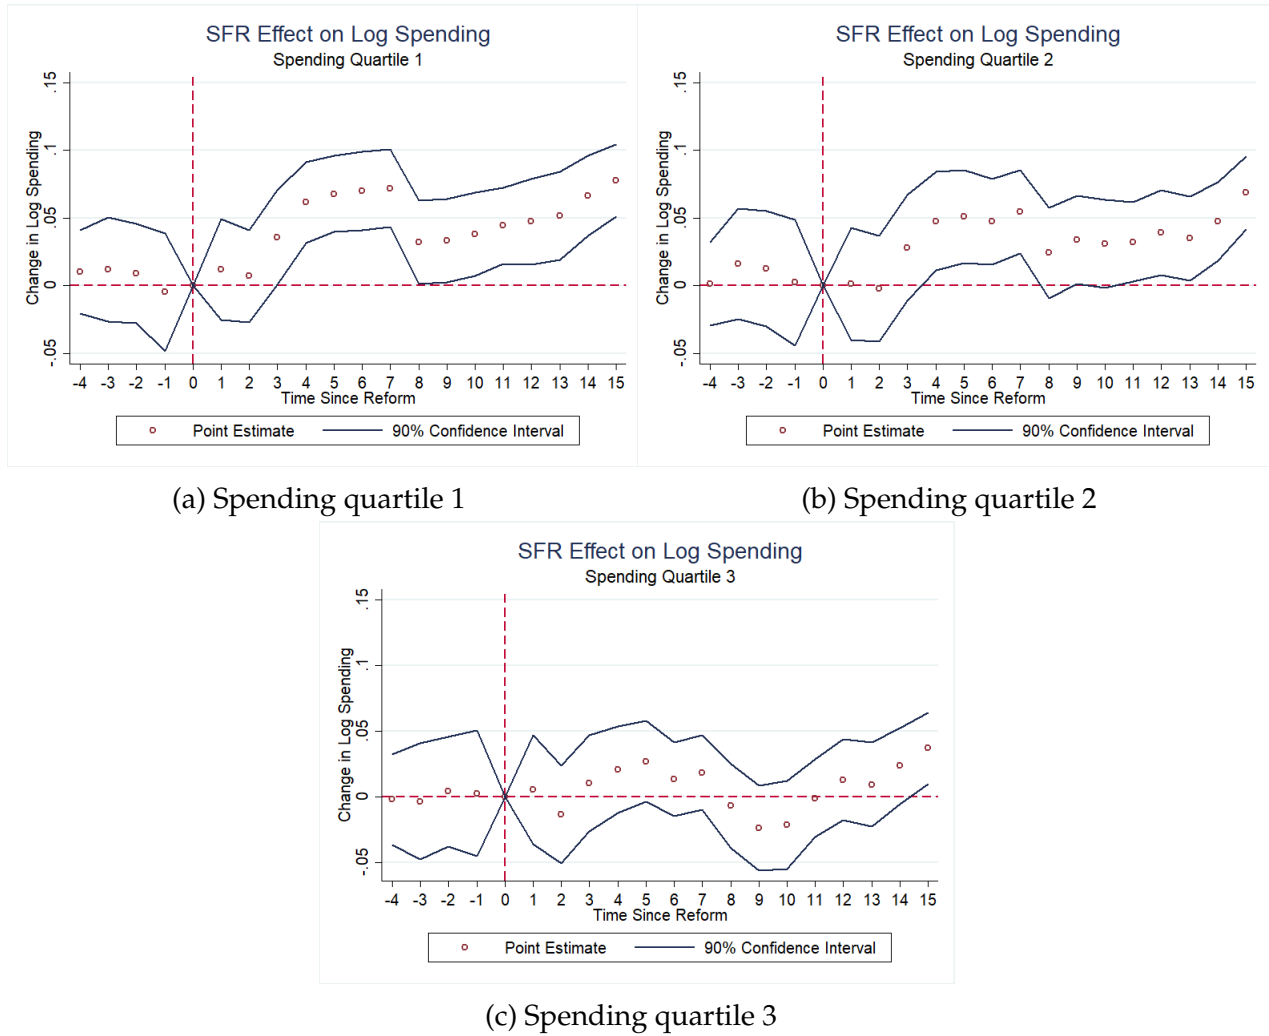 SFR Effect on Log Spending
Spending Quartile 1
Change in Log Spending
.15
.1
.05
0
-.05
-4 -3 -2 -1 0 1 2 3 4 5 6 7 8 9 10 11 12 13 14 15
Time Since Reform
Point Estimate 90% Confidence Interval
(a) Spending quartile 1
SFR Effect on Log Spending
Spending Quartile 2
Change in Log Spending
.15
.1
.05
0
-.05
-4 -3 -2 -1 0 1 2 3 4 5 6 7 8 9 10 11 12 13 14 15
Time Since Reform
Point Estimate 90% Confidence Interval
(b) Spending quartile 2
SFR Effect on Log Spending
Spending Quartile 3
Change in Log Spending
.15
.1
.05
0
-.05
-4 -3 -2 -1 0 1 2 3 4 5 6 7 8 9 10 11 12 13 14 15
Time Since Reform
Point Estimate 90% Confidence Interval
(c) Spending quartile 3